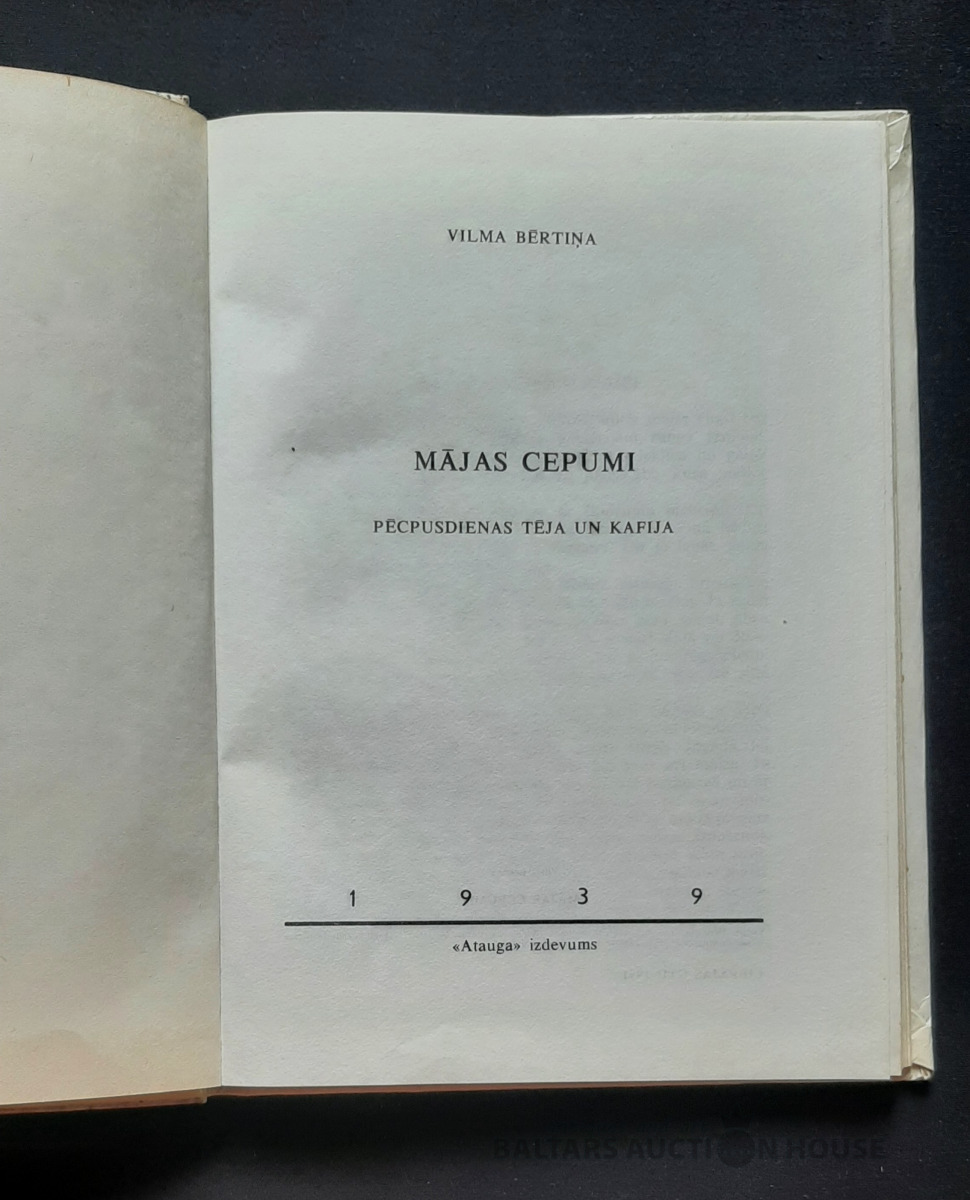 VILMA BĒRTIŅA
MĀJAS CEPUMI
PĒCPUSDIENAS TĒJA UN KAFIJA
1 9 3 9
«Atauga» izdevums
BALTARS AUCTION HOUSE